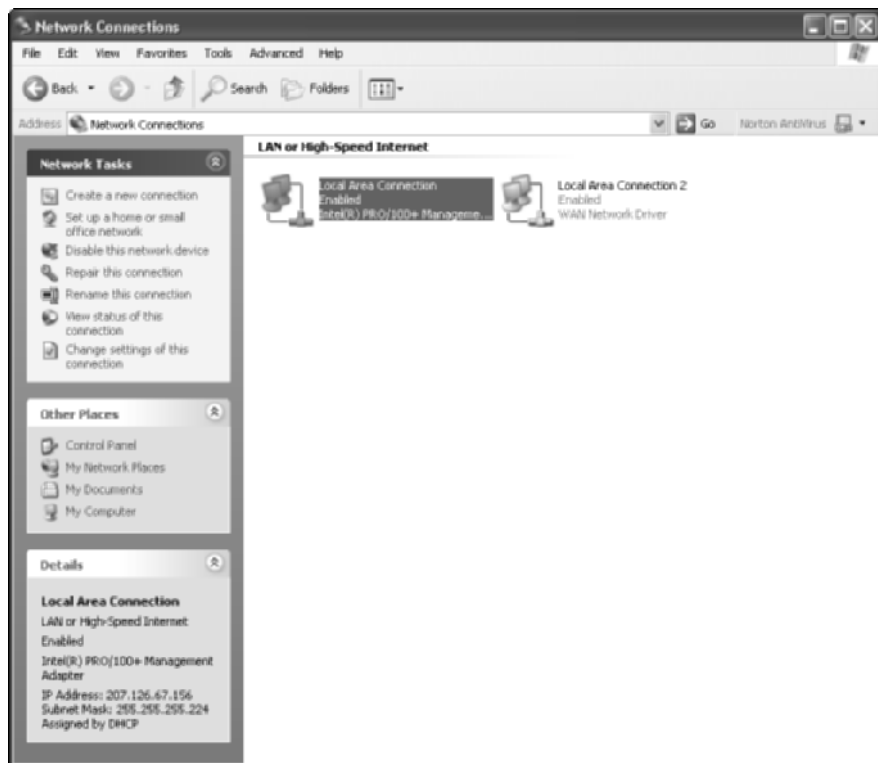 Network Connections
File Edit View Favorites Tools Advanced Help
Back Search Folders
Address Network Connections Go Norton AntiVirus
Network Tasks
Create a new connection
Set up a home or small
office network
Disable this network device
Repair this connection
Rename this connection
View status of this
connection
Change settings of this
connection
Other Places
Control Panel
My Network Places
My Documents
My Computer
Details
Local Area Connection
LAN or High-Speed Internet
Enabled
Intel(R) PRO/100+ Management
Adapter
IP Address: 207.126.67.156
Subnet Mask: 255.255.255.224
Assigned by DHCP
LAN or High-Speed Internet
Local Area Connection
Enabled
Intel(R) PRO/100+ Manageme...
Local Area Connection 2
Enabled
WAN Network Driver